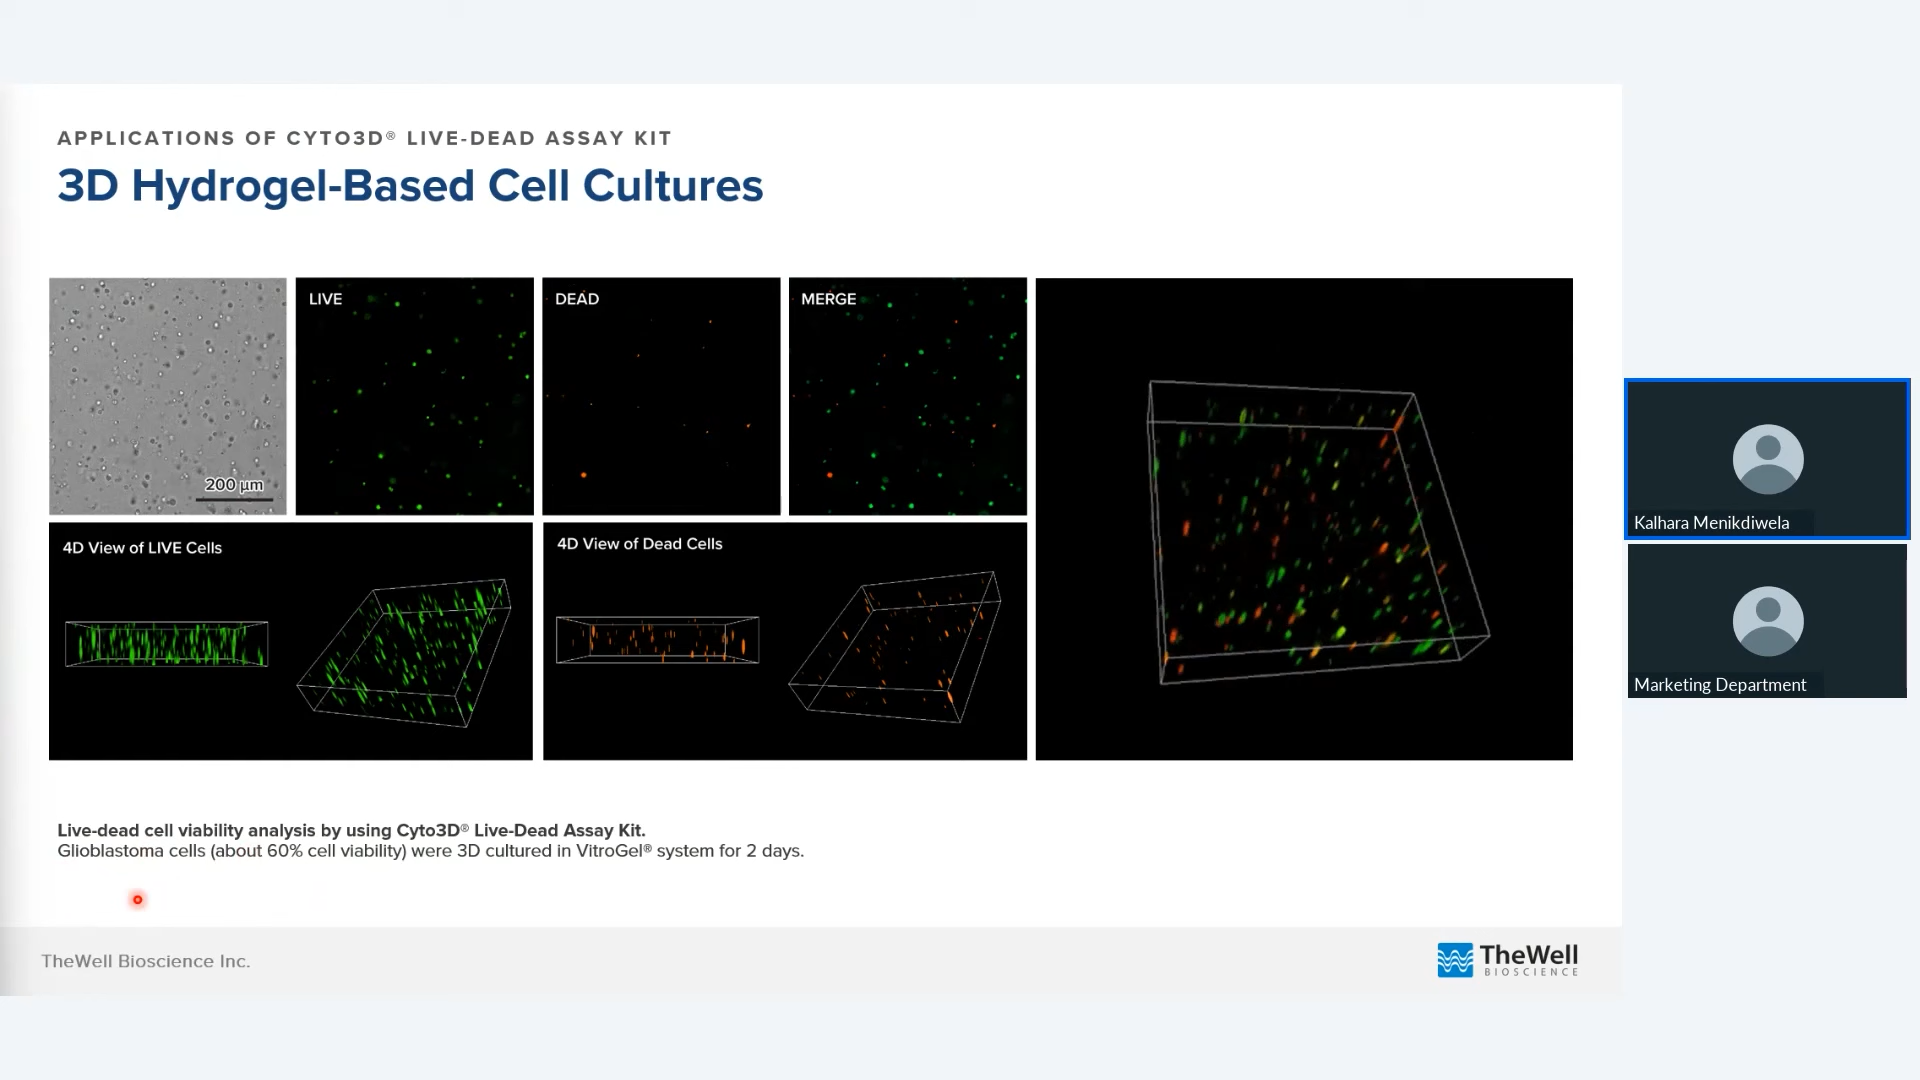 APPLICATIONS OF CYTO3D® LIVE-DEAD ASSAY KIT
3D Hydrogel-Based Cell Cultures
LIVE
DEAD
MERGE
200 µm
4D View of LIVE Cells
4D View of Dead Cells
Live-dead cell viability analysis by using Cyto3D® Live-Dead Assay Kit.
Glioblastoma cells (about 60% cell viability) were 3D cultured in VitroGel® system for 2 days.
TheWell Bioscience Inc.
TheWell
BIOSCIENCE
Kalhara Menikdiwela
Marketing Department